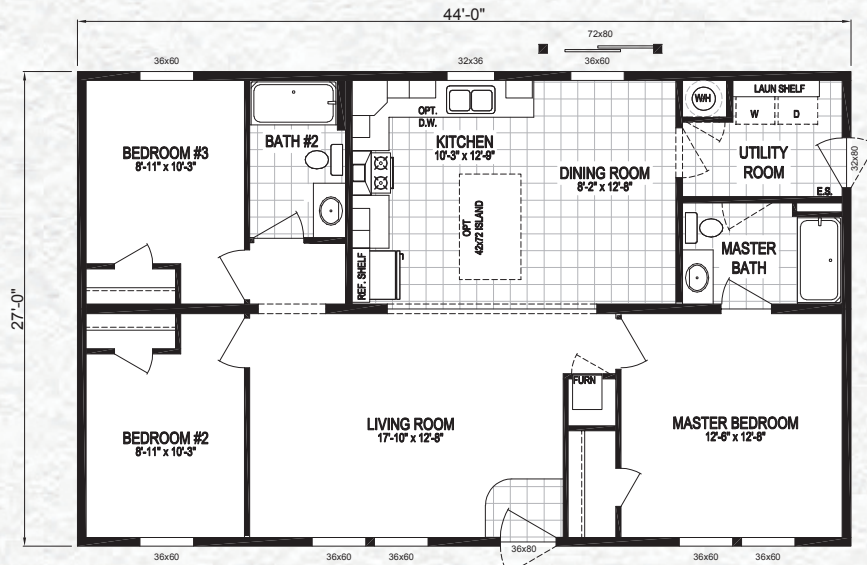 44'-0"
72x80
36x60
32x36
36x60
LAUN SHELF
W/H
W
D
OPT.
D.W.
KITCHEN
10'-3" x 12'-9"
BEDROOM #3
8'-11" x 10'-3"
BATH #2
DINING ROOM
8'-2" x 12'-8"
UTILITY
ROOM
32x80
E.S.
OPT
42x72 ISLAND
MASTER
BATH
REF. SHELF
27'-0"
FURN
BEDROOM #2
8'-11" x 10'-3"
LIVING ROOM
17'-10" x 12'-8"
MASTER BEDROOM
12'-6" x 12'-8"
36x60
36x60
36x60
36x80
36x60
36x60